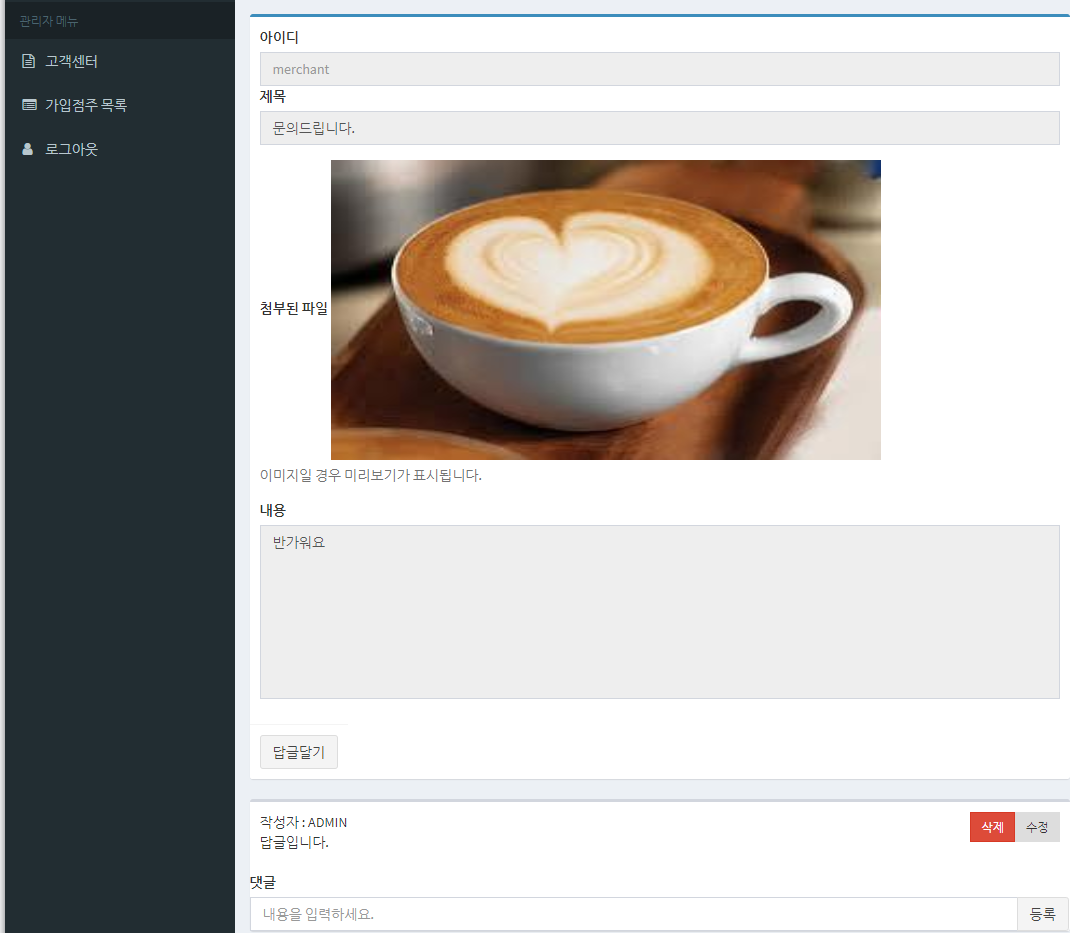 관리자 메뉴
고객센터
가입점주 목록
로그아웃
아이디
merchant
제목
문의드립니다.
첨부된 파일
이미지일 경우 미리보기가 표시됩니다.
내용
반가워요
답글달기
작성자 : ADMIN
삭제 수정
답글입니다.
댓글
내용을 입력하세요.
등록